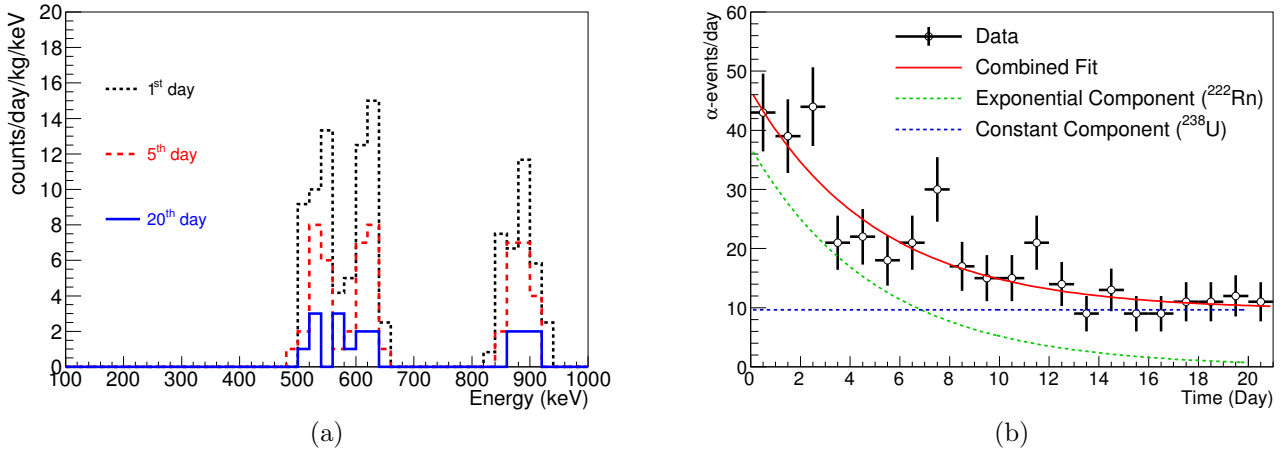 counts/day/kg/keV
20
18
16
14
12
10
8
6
4
2
0
1st day
5th day
20th day
100 200 300 400 500 600 700 800 900 1000
Energy (keV)
(a)
α-events/day
60
50
40
30
20
10
0
Data
Combined Fit
Exponential Component (222Rn)
Constant Component (238U)
0 2 4 6 8 10 12 14 16 18 20
Time (Day)
(b)